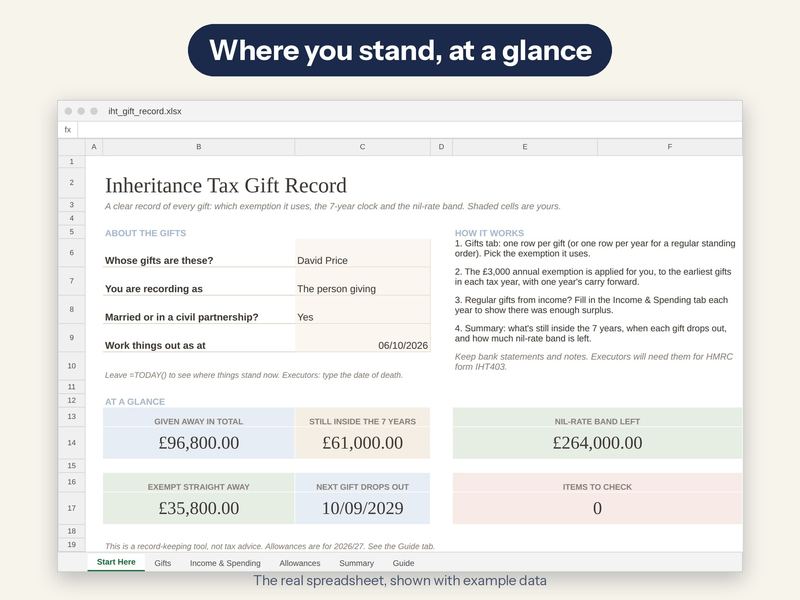 Where you stand, at a glance
iht_gift_record.xlsx
fx
A B C D E F
1
2 Inheritance Tax Gift Record
3 A clear record of every gift: which exemption it uses, the 7-year clock and the nil-rate band. Shaded cells are yours.
4
5 ABOUT THE GIFTS
6 Whose gifts are these? David Price
7 You are recording as The person giving
8 Married or in a civil partnership? Yes
9 Work things out as at 06/10/2026
10 Leave =TODAY() to see where things stand now. Executors: type the date of death.
HOW IT WORKS
1. Gifts tab: one row per gift (or one row per year for a regular standing
order). Pick the exemption it uses.
2. The £3,000 annual exemption is applied for you, to the earliest gifts
in each tax year, with one year's carry forward.
3. Regular gifts from income? Fill in the Income & Spending tab each
year to show there was enough surplus.
4. Summary: what's still inside the 7 years, when each gift drops out,
and how much nil-rate band is left.
Keep bank statements and notes. Executors will need them for HMRC
form IHT403.
11
12 AT A GLANCE
13 GIVEN AWAY IN TOTAL STILL INSIDE THE 7 YEARS NIL-RATE BAND LEFT
14 £96,800.00 £61,000.00 £264,000.00
15
16 EXEMPT STRAIGHT AWAY NEXT GIFT DROPS OUT ITEMS TO CHECK
17 £35,800.00 10/09/2029 0
18
19 This is a record-keeping tool, not tax advice. Allowances are for 2026/27. See the Guide tab.
Start Here Gifts Income & Spending Allowances Summary Guide
The real spreadsheet, shown with example data